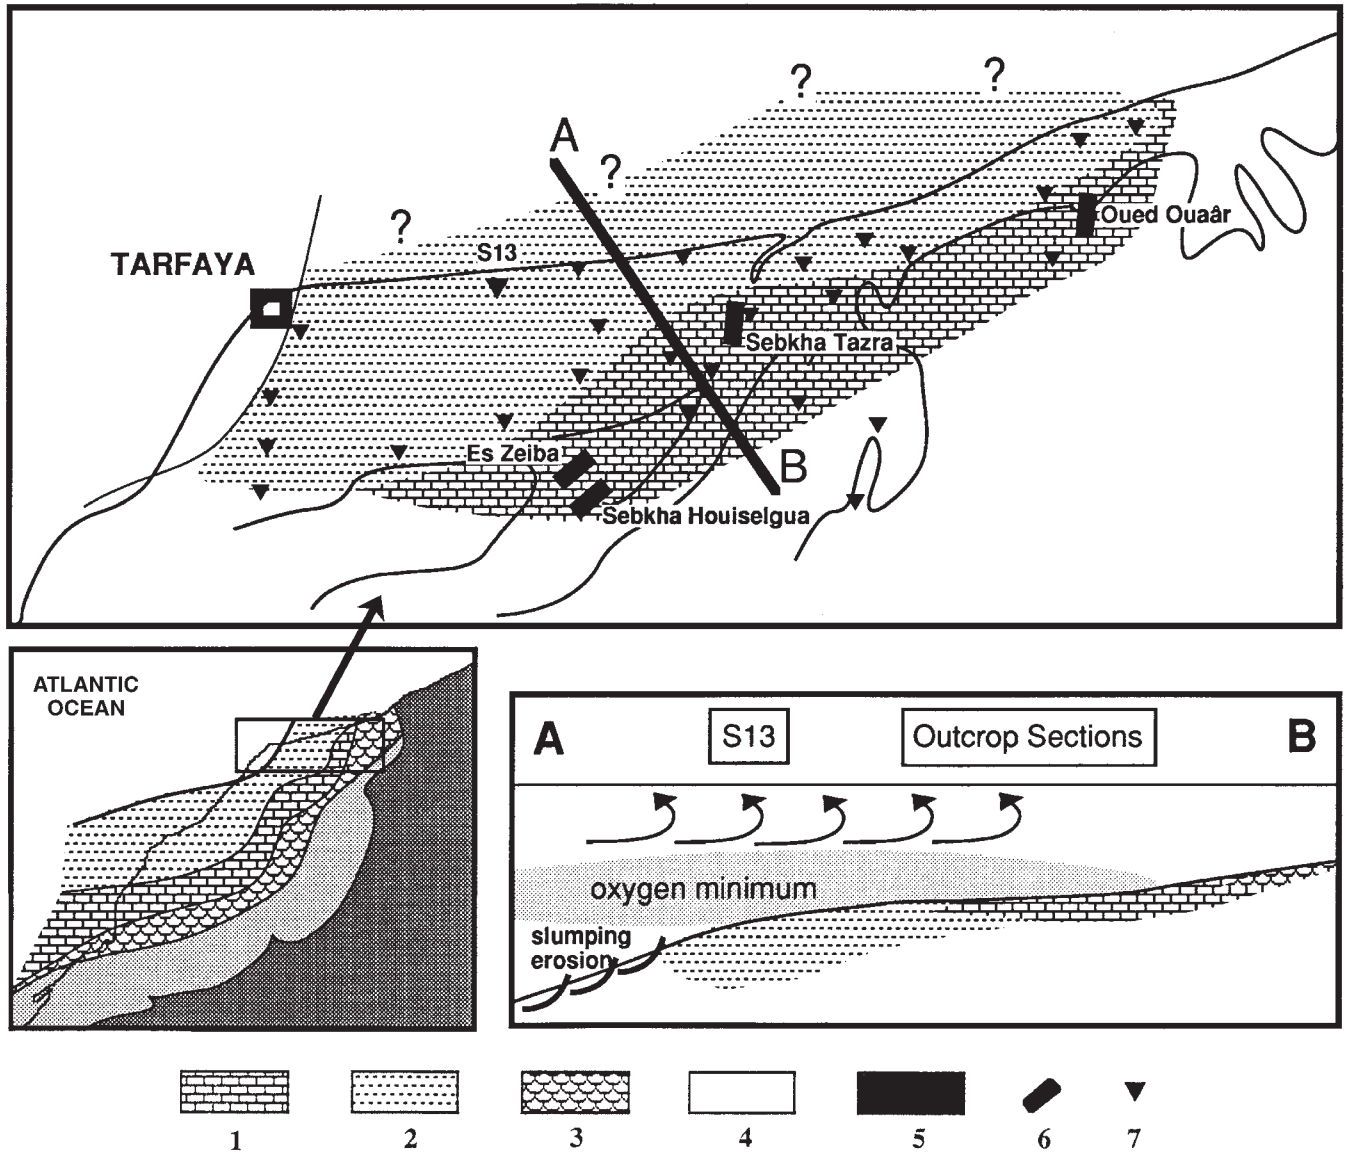 ?
?
A
?
?
Oued Ouaâr
S13
TARFAYA
Sebkha Tazra
Es Zeiba
B
Sebkha Houiselgua
ATLANTIC
OCEAN
A
S13
Outcrop Sections
B
oxygen minimum
slumping
erosion
1
2
3
4
5
6
7